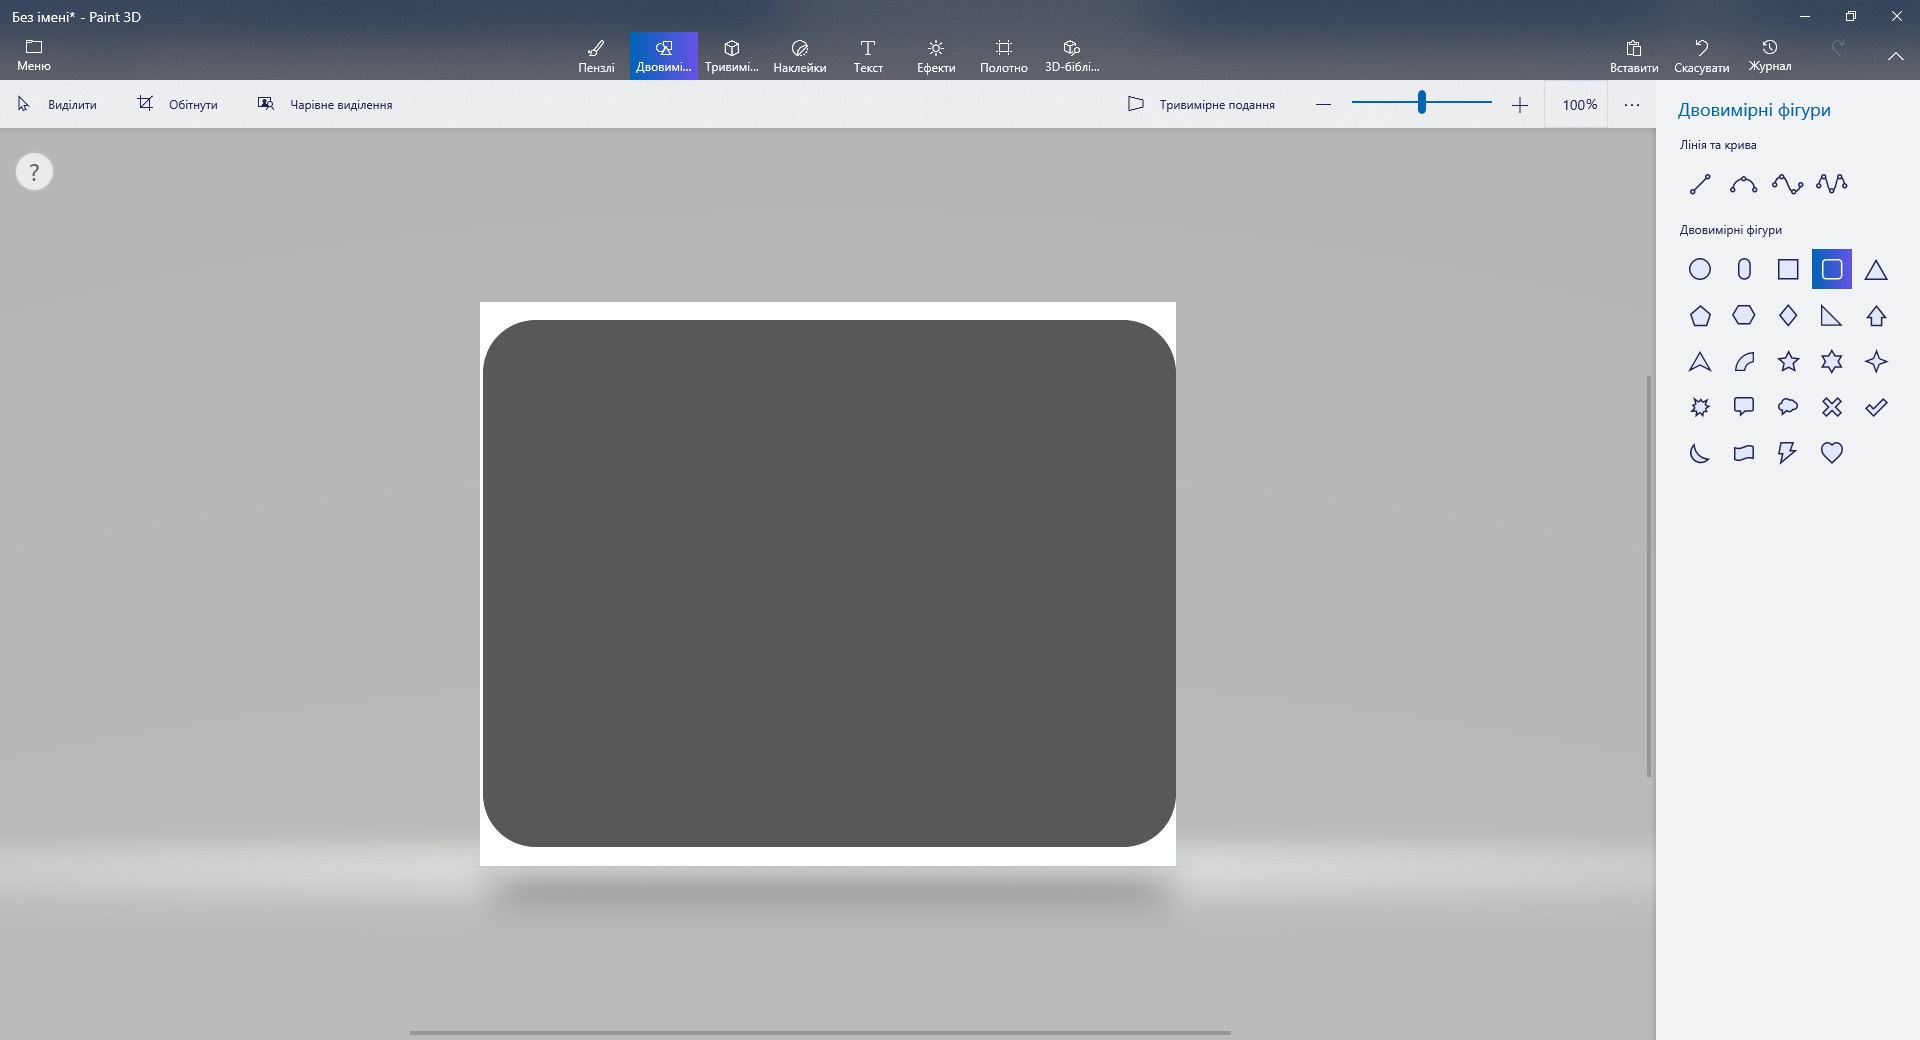 Без імені* - Paint 3D
Меню
Пензлі
Двовимі...
Тривимі...
Наклейки
Текст
Ефекти
Полотно
3D-біблі...
Вставити
Скасувати
Журнал
Виділити
Обітнути
Чарівне виділення
Тривимірне подання
100%
Двовимірні фігури
Лінія та крива
Двовимірні фігури
?